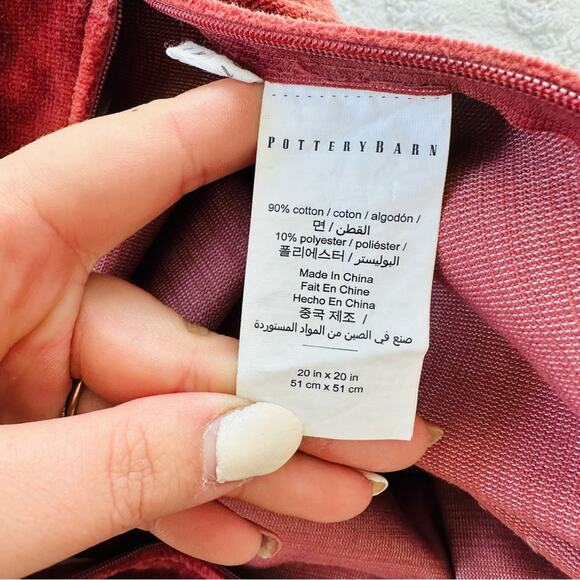 POTTERY BARN
90% cotton / coton / algodón /
면 / القطن /
10% polyester / poliéster /
폴리에스터 / البوليستر /
Made In China
Fait En Chine
Hecho En China
중국 제조 /
صنع في الصين من المواد المستوردة
20 in x 20 in
51 cm x 51 cm